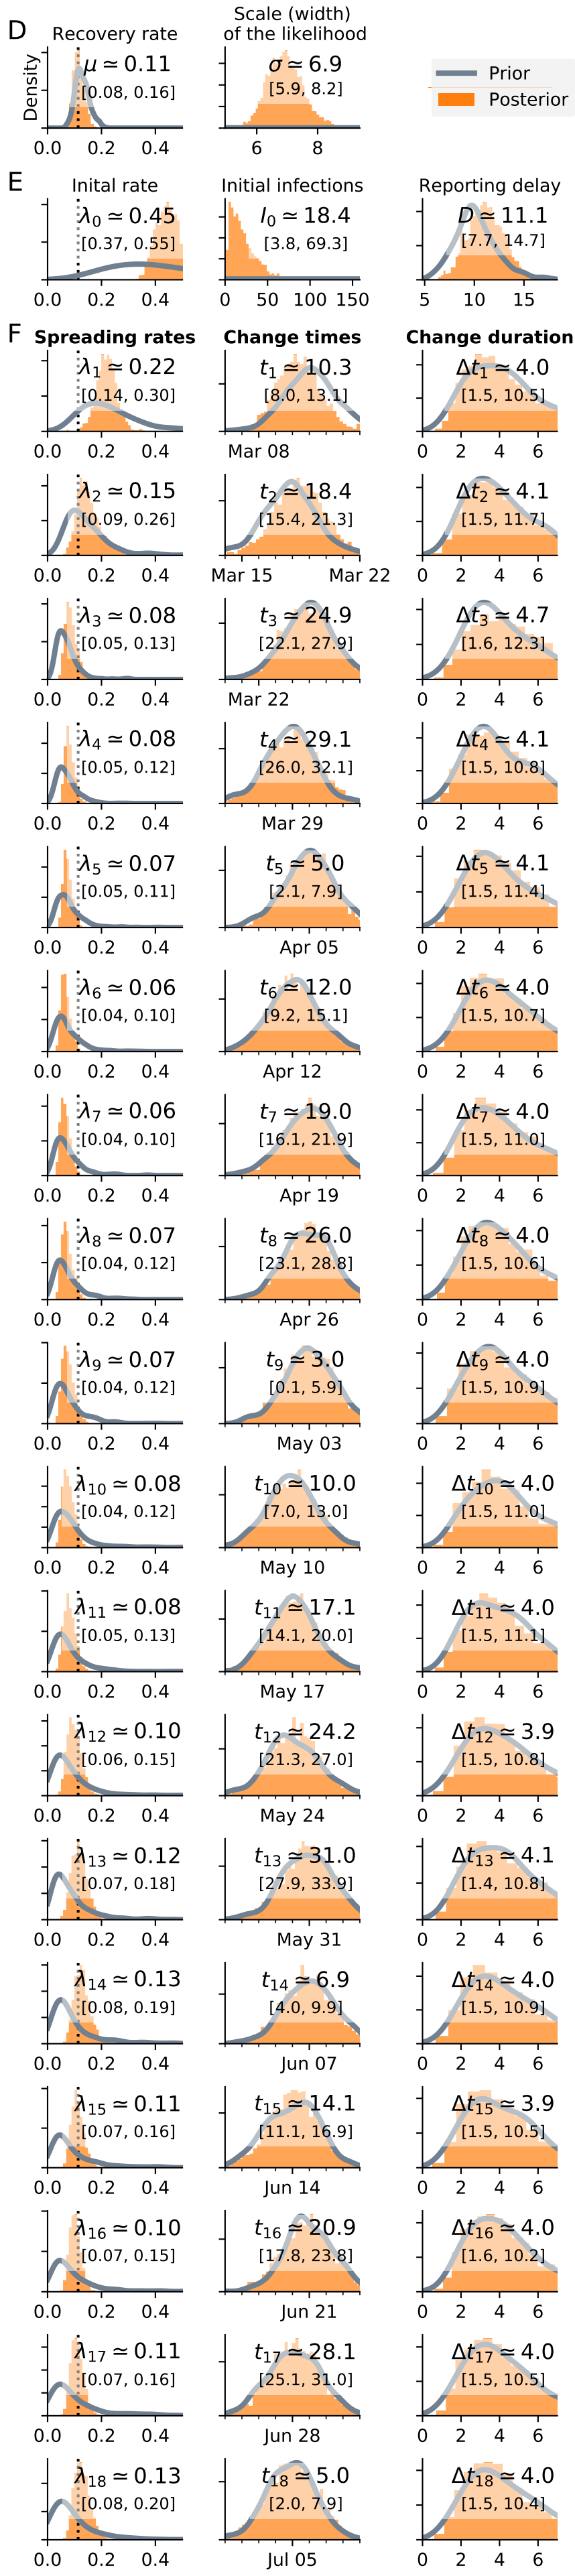 D
Recovery rate
Scale (width)
of the likelihood
Density
μ ≃ 0.11
[0.08, 0.16]
σ ≃ 6.9
[5.9, 8.2]
Prior
Posterior
0.0 0.2 0.4
6 8
E
Inital rate
Initial infections
Reporting delay
λ0 ≃ 0.45
[0.37, 0.55]
I0 ≃ 18.4
[3.8, 69.3]
D ≃ 11.1
[7.7, 14.7]
0.0 0.2 0.4
0 50 100 150
5 10 15
F
Spreading rates
Change times
Change duration
λ1 ≃ 0.22
[0.14, 0.30]
t1 ≃ 10.3
[8.0, 13.1]
Δt1 ≃ 4.0
[1.5, 10.5]
0.0 0.2 0.4
Mar 08
0 2 4 6
λ2 ≃ 0.15
[0.09, 0.26]
t2 ≃ 18.4
[15.4, 21.3]
Δt2 ≃ 4.1
[1.5, 11.7]
0.0 0.2 0.4
Mar 15 Mar 22
0 2 4 6
λ3 ≃ 0.08
[0.05, 0.13]
t3 ≃ 24.9
[22.1, 27.9]
Δt3 ≃ 4.7
[1.6, 12.3]
0.0 0.2 0.4
Mar 22
0 2 4 6
λ4 ≃ 0.08
[0.05, 0.12]
t4 ≃ 29.1
[26.0, 32.1]
Δt4 ≃ 4.1
[1.5, 10.8]
0.0 0.2 0.4
Mar 29
0 2 4 6
λ5 ≃ 0.07
[0.05, 0.11]
t5 ≃ 5.0
[2.1, 7.9]
Δt5 ≃ 4.1
[1.5, 11.4]
0.0 0.2 0.4
Apr 05
0 2 4 6
λ6 ≃ 0.06
[0.04, 0.10]
t6 ≃ 12.0
[9.2, 15.1]
Δt6 ≃ 4.0
[1.5, 10.7]
0.0 0.2 0.4
Apr 12
0 2 4 6
λ7 ≃ 0.06
[0.04, 0.10]
t7 ≃ 19.0
[16.1, 21.9]
Δt7 ≃ 4.0
[1.5, 11.0]
0.0 0.2 0.4
Apr 19
0 2 4 6
λ8 ≃ 0.07
[0.04, 0.12]
t8 ≃ 26.0
[23.1, 28.8]
Δt8 ≃ 4.0
[1.5, 10.6]
0.0 0.2 0.4
Apr 26
0 2 4 6
λ9 ≃ 0.07
[0.04, 0.12]
t9 ≃ 3.0
[0.1, 5.9]
Δt9 ≃ 4.0
[1.5, 10.9]
0.0 0.2 0.4
May 03
0 2 4 6
λ10 ≃ 0.08
[0.04, 0.12]
t10 ≃ 10.0
[7.0, 13.0]
Δt10 ≃ 4.0
[1.5, 11.0]
0.0 0.2 0.4
May 10
0 2 4 6
λ11 ≃ 0.08
[0.05, 0.13]
t11 ≃ 17.1
[14.1, 20.0]
Δt11 ≃ 4.0
[1.5, 11.1]
0.0 0.2 0.4
May 17
0 2 4 6
λ12 ≃ 0.10
[0.06, 0.15]
t12 ≃ 24.2
[21.3, 27.0]
Δt12 ≃ 3.9
[1.5, 10.8]
0.0 0.2 0.4
May 24
0 2 4 6
λ13 ≃ 0.12
[0.07, 0.18]
t13 ≃ 31.0
[27.9, 33.9]
Δt13 ≃ 4.1
[1.4, 10.8]
0.0 0.2 0.4
May 31
0 2 4 6
λ14 ≃ 0.13
[0.08, 0.19]
t14 ≃ 6.9
[4.0, 9.9]
Δt14 ≃ 4.0
[1.5, 10.9]
0.0 0.2 0.4
Jun 07
0 2 4 6
λ15 ≃ 0.11
[0.07, 0.16]
t15 ≃ 14.1
[11.1, 16.9]
Δt15 ≃ 3.9
[1.5, 10.5]
0.0 0.2 0.4
Jun 14
0 2 4 6
λ16 ≃ 0.10
[0.07, 0.15]
t16 ≃ 20.9
[17.8, 23.8]
Δt16 ≃ 4.0
[1.6, 10.2]
0.0 0.2 0.4
Jun 21
0 2 4 6
λ17 ≃ 0.11
[0.07, 0.16]
t17 ≃ 28.1
[25.1, 31.0]
Δt17 ≃ 4.0
[1.5, 10.5]
0.0 0.2 0.4
Jun 28
0 2 4 6
λ18 ≃ 0.13
[0.08, 0.20]
t18 ≃ 5.0
[2.0, 7.9]
Δt18 ≃ 4.0
[1.5, 10.4]
0.0 0.2 0.4
Jul 05
0 2 4 6